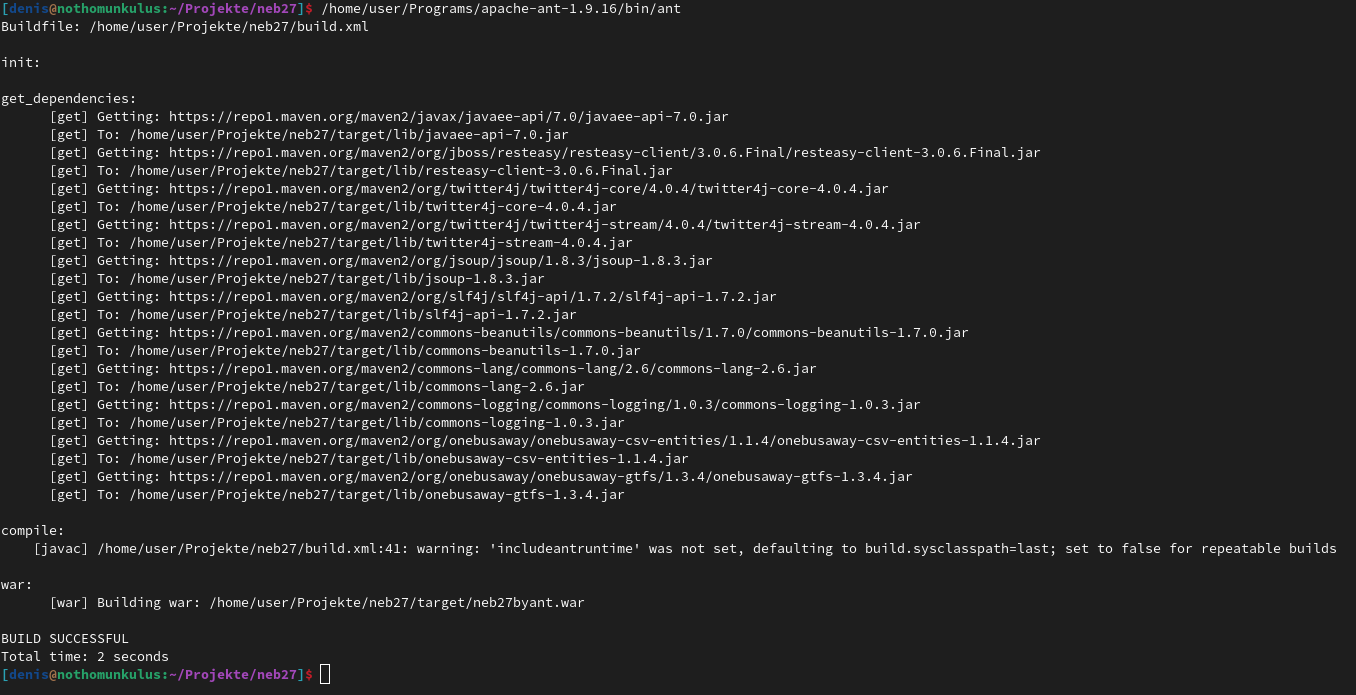 [denis@nothomunkulus:~/Projekte/neb27]$ /home/user/Programs/apache-ant-1.9.16/bin/ant
Buildfile: /home/user/Projekte/neb27/build.xml
init:
get_dependencies:
[get] Getting: https://repo1.maven.org/maven2/javax/javaee-api/7.0/javaee-api-7.0.jar
[get] To: /home/user/Projekte/neb27/target/lib/javaee-api-7.0.jar
[get] Getting: https://repo1.maven.org/maven2/org/jboss/resteasy/resteasy-client/3.0.6.Final/resteasy-client-3.0.6.Final.jar
[get] To: /home/user/Projekte/neb27/target/lib/resteasy-client-3.0.6.Final.jar
[get] Getting: https://repo1.maven.org/maven2/org/twitter4j/twitter4j-core/4.0.4/twitter4j-core-4.0.4.jar
[get] To: /home/user/Projekte/neb27/target/lib/twitter4j-core-4.0.4.jar
[get] Getting: https://repo1.maven.org/maven2/org/twitter4j/twitter4j-stream/4.0.4/twitter4j-stream-4.0.4.jar
[get] To: /home/user/Projekte/neb27/target/lib/twitter4j-stream-4.0.4.jar
[get] Getting: https://repo1.maven.org/maven2/org/jsoup/jsoup/1.8.3/jsoup-1.8.3.jar
[get] To: /home/user/Projekte/neb27/target/lib/jsoup-1.8.3.jar
[get] Getting: https://repo1.maven.org/maven2/org/slf4j/slf4j-api/1.7.2/slf4j-api-1.7.2.jar
[get] To: /home/user/Projekte/neb27/target/lib/slf4j-api-1.7.2.jar
[get] Getting: https://repo1.maven.org/maven2/commons-beanutils/commons-beanutils/1.7.0/commons-beanutils-1.7.0.jar
[get] To: /home/user/Projekte/neb27/target/lib/commons-beanutils-1.7.0.jar
[get] Getting: https://repo1.maven.org/maven2/commons-lang/commons-lang/2.6/commons-lang-2.6.jar
[get] To: /home/user/Projekte/neb27/target/lib/commons-lang-2.6.jar
[get] Getting: https://repo1.maven.org/maven2/commons-logging/commons-logging/1.0.3/commons-logging-1.0.3.jar
[get] To: /home/user/Projekte/neb27/target/lib/commons-logging-1.0.3.jar
[get] Getting: https://repo1.maven.org/maven2/org/onebusaway/onebusaway-csv-entities/1.1.4/onebusaway-csv-entities-1.1.4.jar
[get] To: /home/user/Projekte/neb27/target/lib/onebusaway-csv-entities-1.1.4.jar
[get] Getting: https://repo1.maven.org/maven2/org/onebusaway/onebusaway-gtfs/1.3.4/onebusaway-gtfs-1.3.4.jar
[get] To: /home/user/Projekte/neb27/target/lib/onebusaway-gtfs-1.3.4.jar
compile:
[javac] /home/user/Projekte/neb27/build.xml:41: warning: 'includeantruntime' was not set, defaulting to build.sysclasspath=last; set to false for repeatable builds
war:
[war] Building war: /home/user/Projekte/neb27/target/neb27byant.war
BUILD SUCCESSFUL
Total time: 2 seconds
[denis@nothomunkulus:~/Projekte/neb27]$